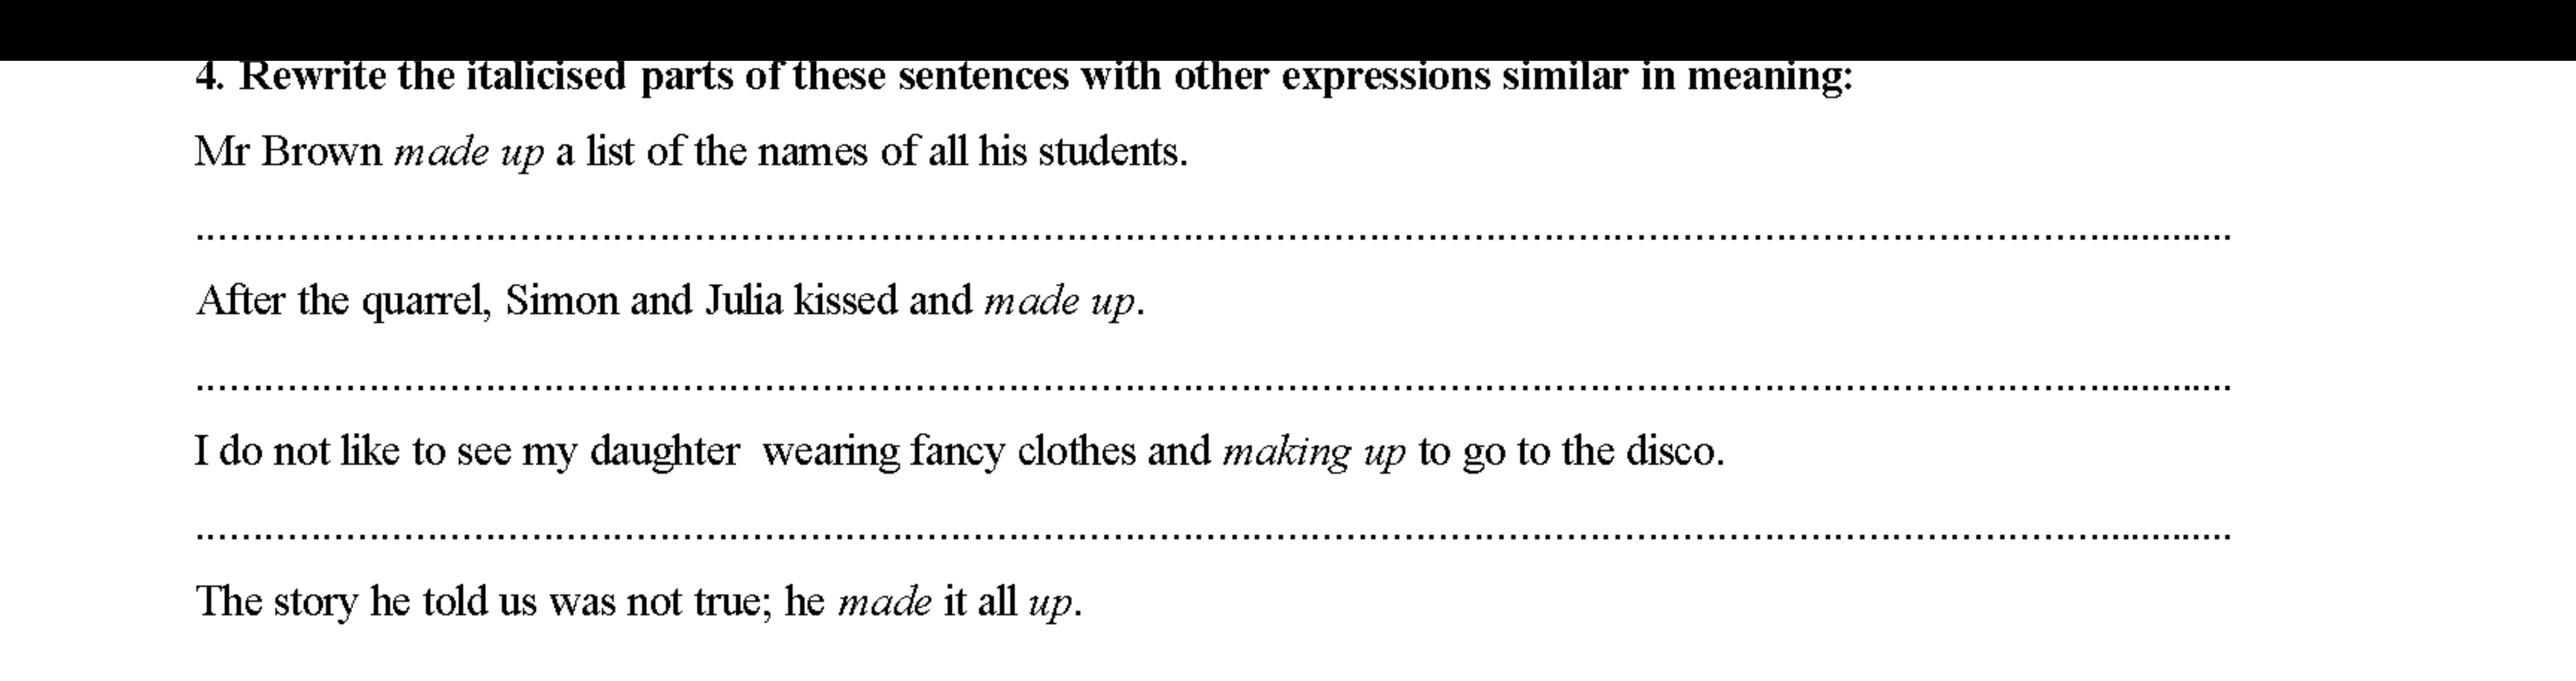 4. Rewrite the italicised parts of these sentences with other expressions similar in meaning:
Mr Brown made up a list of the names of all his students.
................................................................................................................................................................
After the quarrel, Simon and Julia kissed and made up.
................................................................................................................................................................
I do not like to see my daughter  wearing fancy clothes and making up to go to the disco.
................................................................................................................................................................
The story he told us was not true; he made it all up.